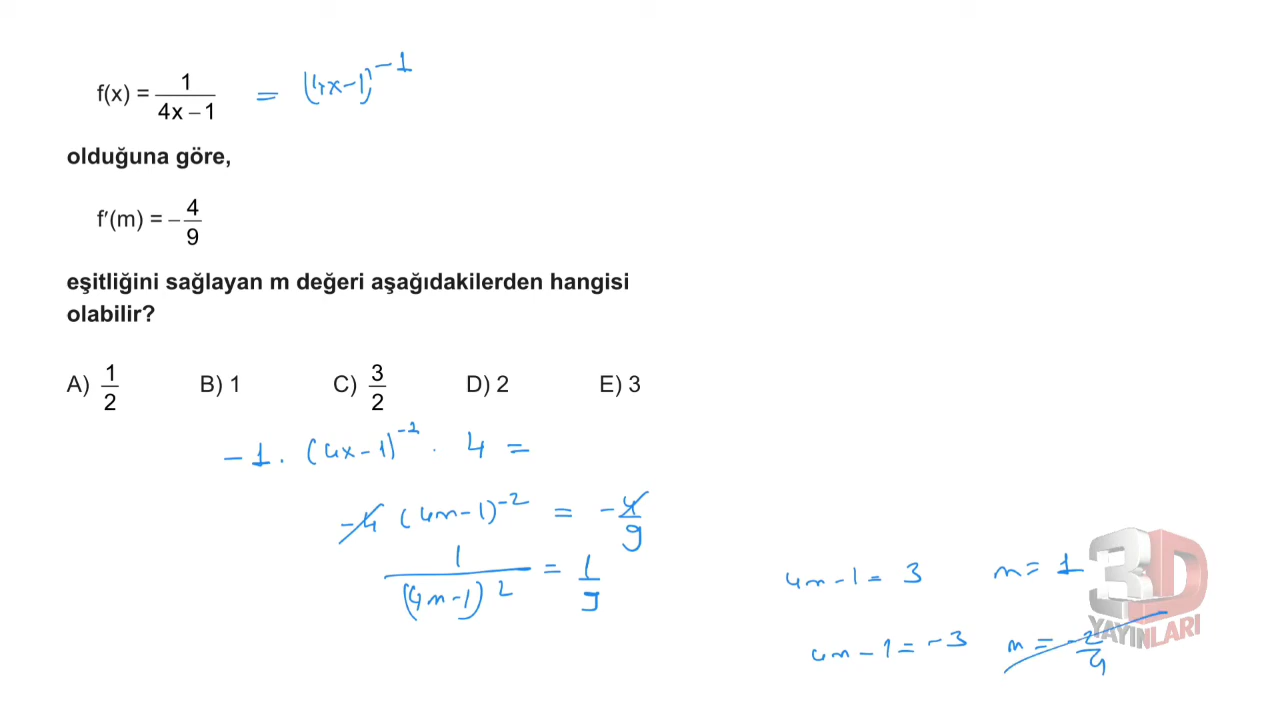 f(x) = 1/(4x – 1) = (4x–1)^–1
olduğuna göre,
f'(m) = –4/9
eşitliğini sağlayan m değeri aşağıdakilerden hangisi
olabilir?
A) 1/2 B) 1 C) 3/2 D) 2 E) 3
–1 . (4x–1)^–2 . 4 =
–4 (4m–1)^–2 = –4/9
1/(4m–1)^2 = 1/9
4m–1 = 3 m = 1
4m–1 = –3 m = –2/4
3D
YAYINLARI